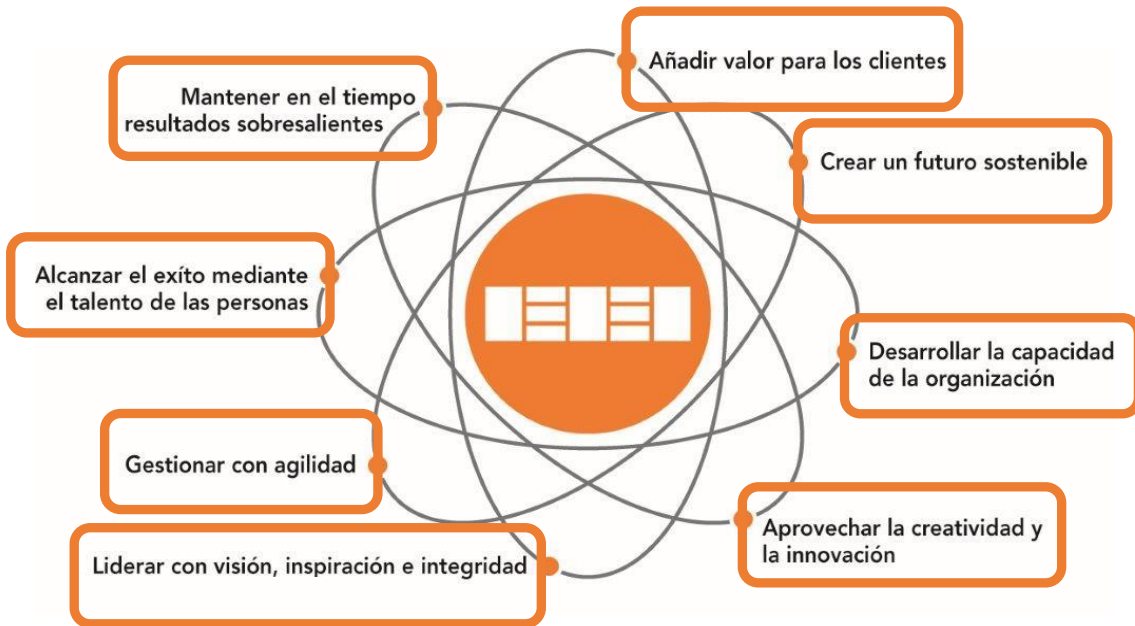 Añadir valor para los clientes
Mantener en el tiempo
resultados sobresalientes
Crear un futuro sostenible
Alcanzar el exíto mediante
el talento de las personas
Desarrollar la capacidad
de la organización
Gestionar con agilidad
Aprovechar la creatividad y
la innovación
Liderar con visión, inspiración e integridad